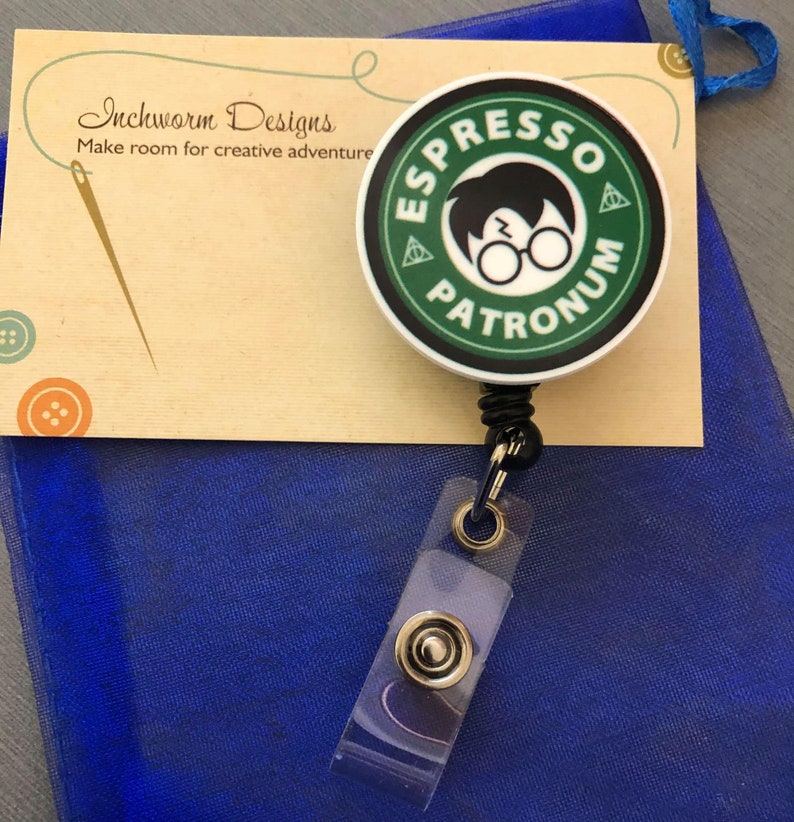 Inchworm Designs
Make room for creative adventure
ESPRESSO
PATRONUM